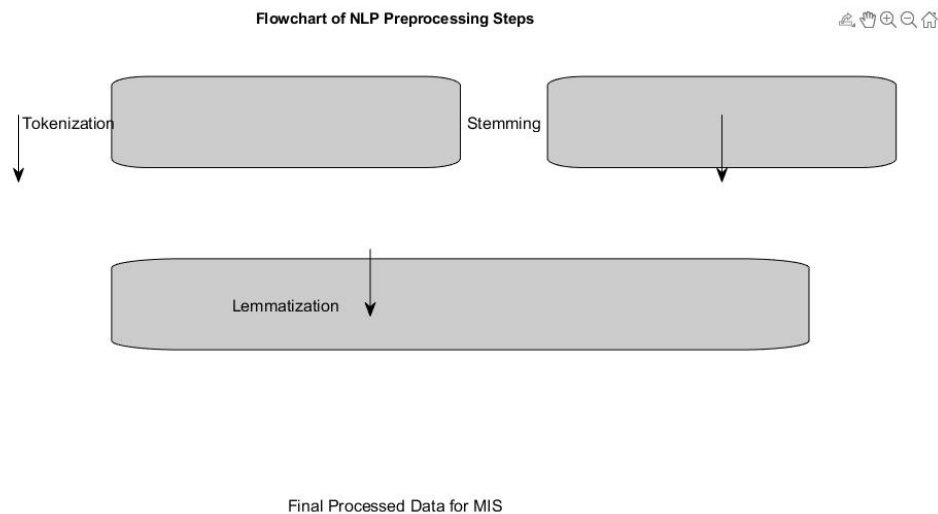 Flowchart of NLP Preprocessing Steps
Tokenization
Stemming
Lemmatization
Final Processed Data for MIS